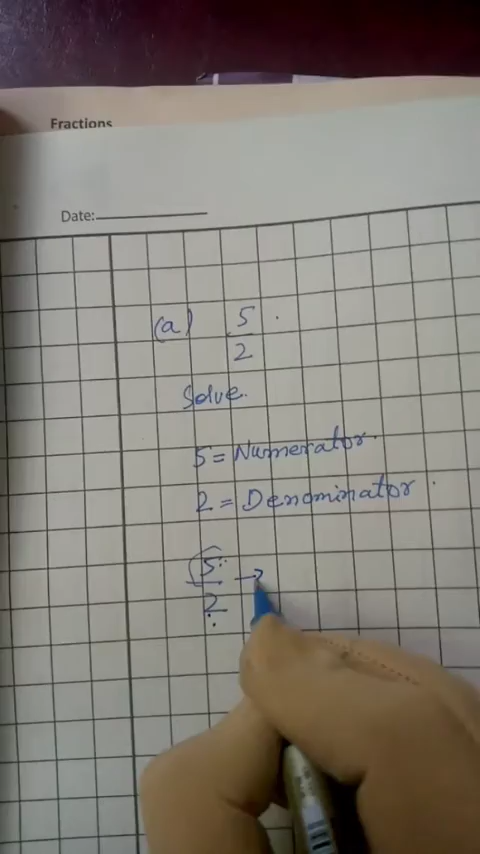 Fractions
Date:
(a) 5
2
Solve.
5 = Numerator.
2 = Denominator.
5 →
2